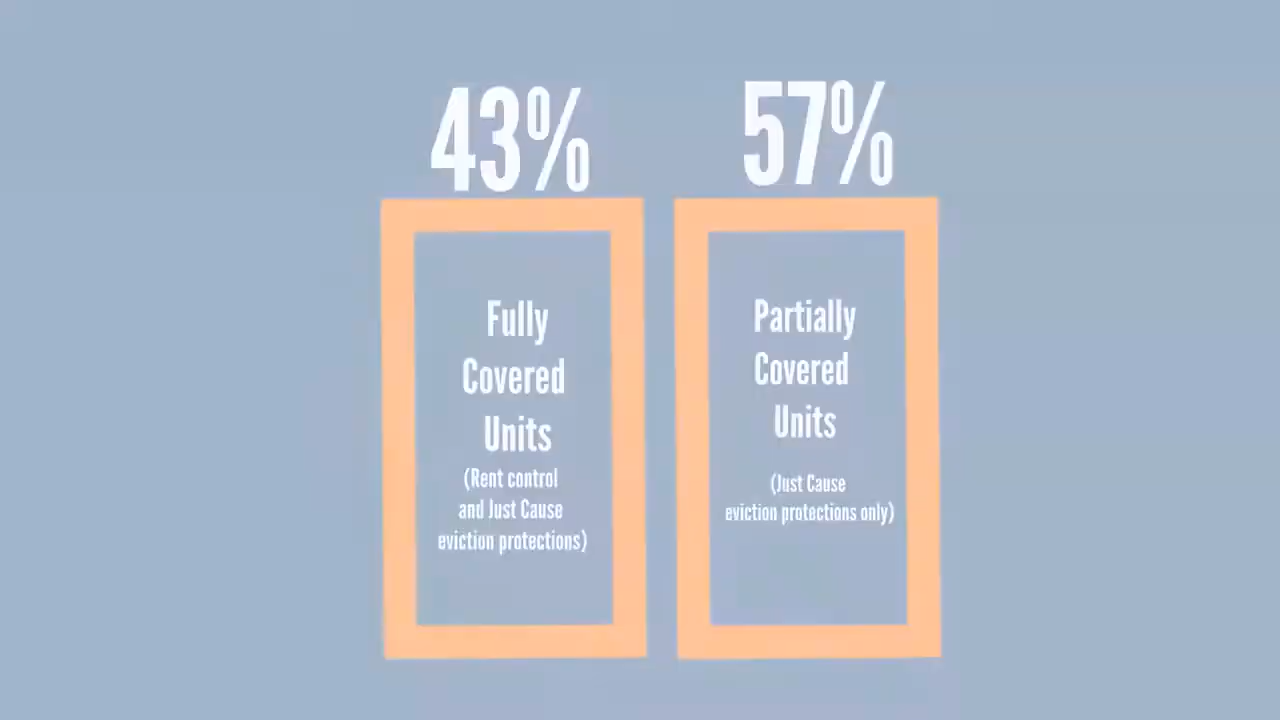 43%
Fully
Covered
Units
(Rent control
and Just Cause
eviction protections)
57%
Partially
Covered
Units
(Just Cause
eviction protections only)